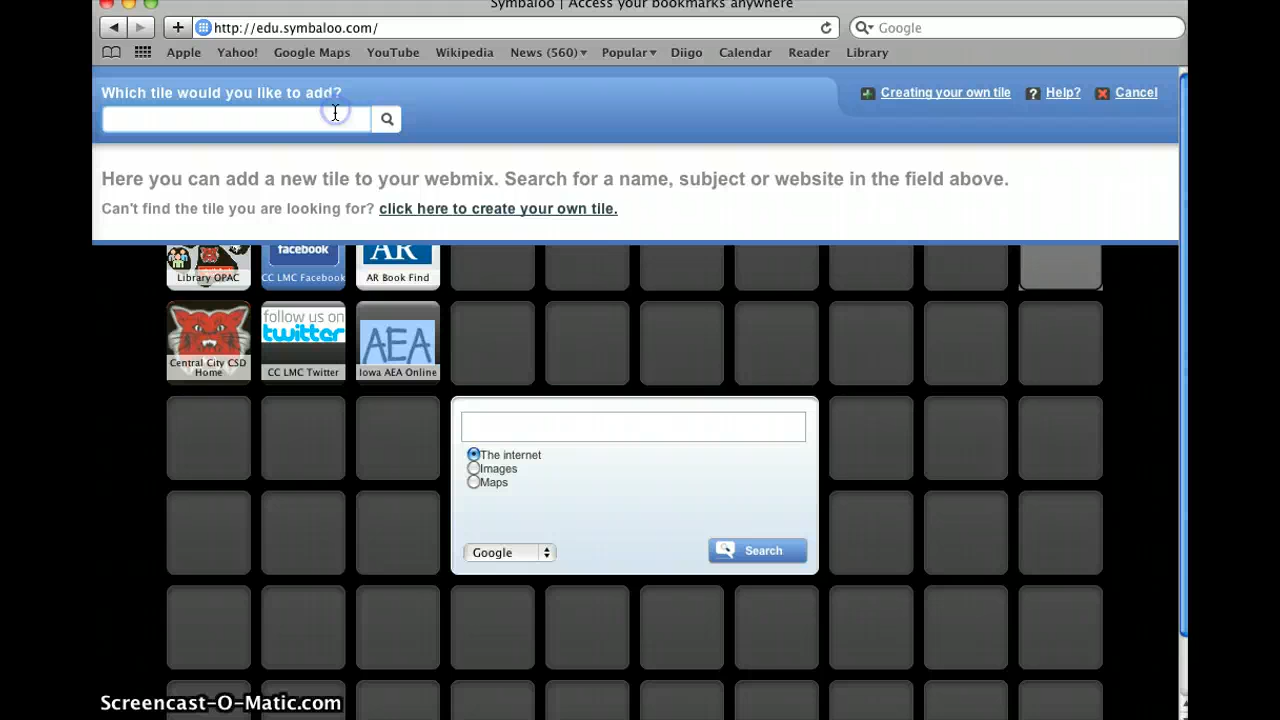 Symbaloo | Access your bookmarks anywhere
http://edu.symbaloo.com/
Google
Apple Yahoo! Google Maps YouTube Wikipedia News (560) Popular Diigo Calendar Reader Library
Which tile would you like to add?
Creating your own tile
Help?
Cancel
Here you can add a new tile to your webmix. Search for a name, subject or website in the field above.
Can't find the tile you are looking for? click here to create your own tile.
facebook
AR
Library OPAC
CC LMC Facebook
AR Book Find
follow us on
twitter
AEA
Central City CSD
Home
CC LMC Twitter
Iowa AEA Online
The internet
Images
Maps
Google
Search
Screencast-O-Matic.com